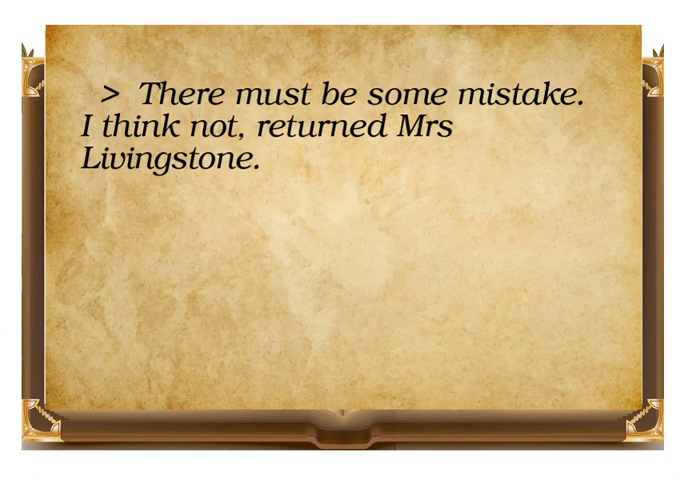 > There must be some mistake.
I think not, returned Mrs
Livingstone.